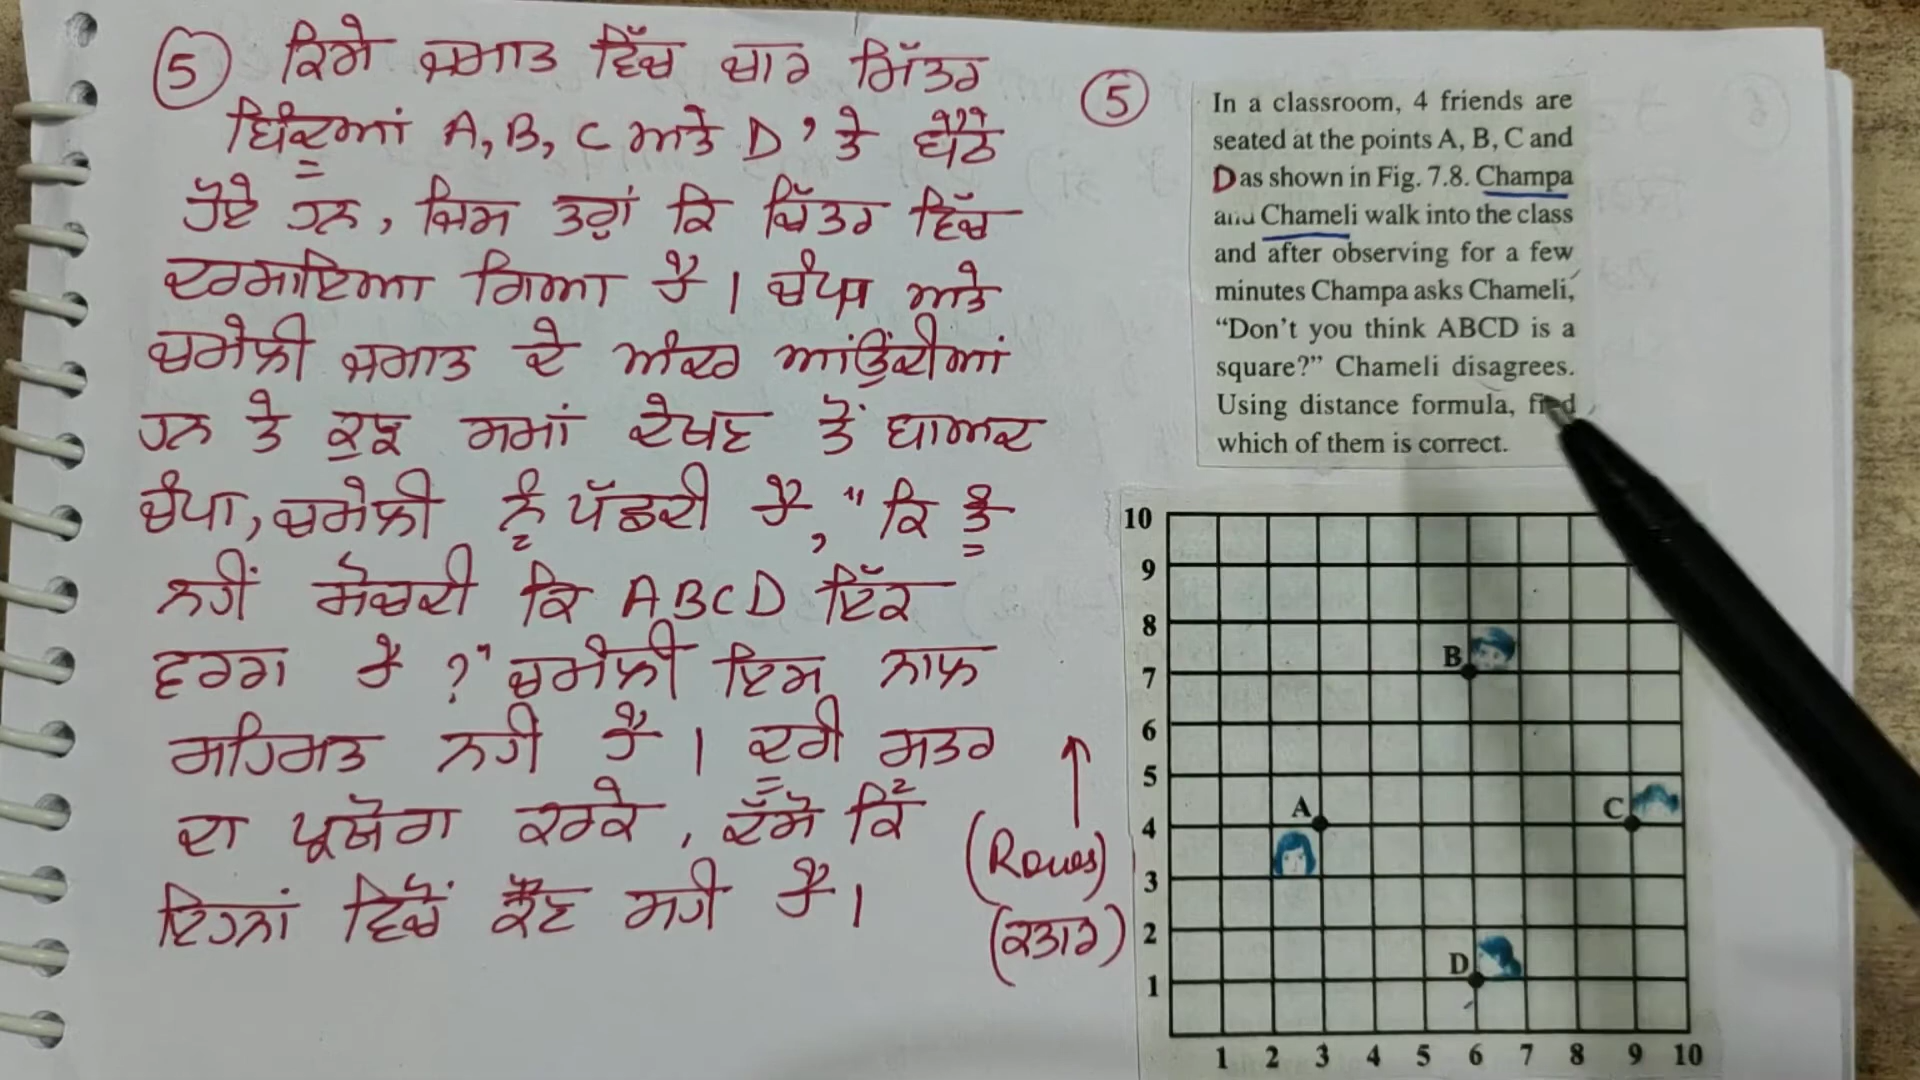 5 ਕਿਸੇ ਜਮਾਤ ਵਿੱਚ ਚਾਰ ਮਿੱਤਰ
ਬਿੰਦੂਆਂ A, B, C ਅਤੇ D 'ਤੇ ਬੈਠੇ
ਹੋਏ ਹਨ, ਜਿਸ ਤਰ੍ਹਾਂ ਕਿ ਚਿੱਤਰ ਵਿੱਚ
ਦਰਸਾਇਆ ਗਿਆ ਹੈ। ਚੰਪਾ ਅਤੇ
ਚਮੇਲੀ ਜਮਾਤ ਦੇ ਅੰਦਰ ਆਂਉਂਦੀਆਂ
ਹਨ ਤੇ ਕੁਝ ਸਮਾਂ ਦੇਖਣ ਤੋਂ ਬਾਅਦ
ਚੰਪਾ, ਚਮੇਲੀ ਨੂੰ ਪੁੱਛਦੀ ਹੈ, "ਕਿ ਤੂੰ
ਨਹੀਂ ਸੋਚਦੀ ਕਿ ABCD ਇੱਕ
ਵਰਗ ਹੈ ?" ਚਮੇਲੀ ਇਸ ਨਾਲ
ਸਹਿਮਤ ਨਹੀ ਹੈ। ਦੂਰੀ ਸੂਤਰ
ਦਾ ਪ੍ਰਯੋਗ ਕਰਕੇ, ਦੱਸੋ ਕਿ
ਇਹਨਾਂ ਵਿਚੋਂ ਕੌਣ ਸਹੀ ਹੈ।
(Rows)
(ਕਤਾਰ)
5
In a classroom, 4 friends are
seated at the points A, B, C and
D as shown in Fig. 7.8. Champa
and Chameli walk into the class
and after observing for a few
minutes Champa asks Chameli,
“Don’t you think ABCD is a
square?” Chameli disagrees.
Using distance formula, find
which of them is correct.
10
9
8
B
7
6
5
A C
4
3
2
D
1
1 2 3 4 5 6 7 8 9 10